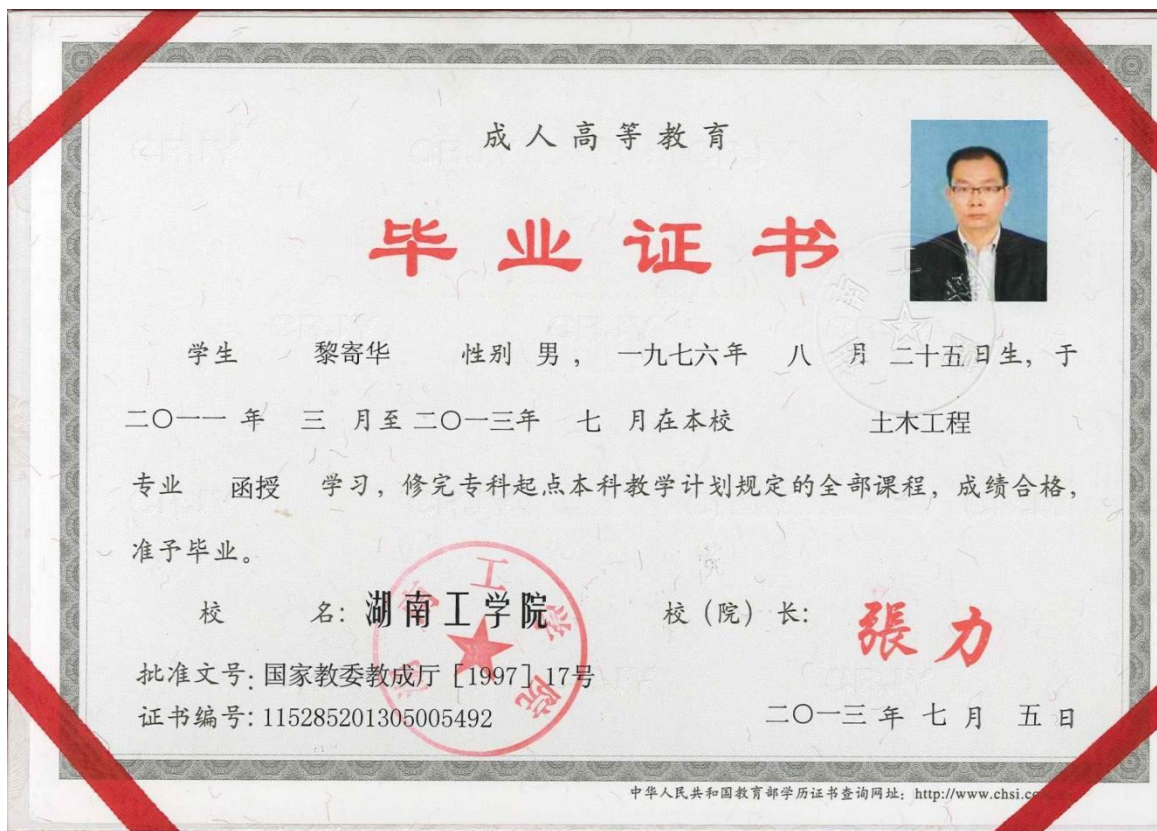 成人高等教育
毕业证书
学生 黎寄华 性别 男， 一九七六年 八 月 二十五日生，于
二〇一一 年 三 月至 二〇一三年 七 月在本校 土木工程
专业 函授 学习，修完专科起点本科教学计划规定的全部课程，成绩合格，
准予毕业。
校 名：湖南工学院 校（院）长：張力
湖南工学院
批准文号：国家教委教成厅［1997］17号
证书编号：115285201305005492 二〇一三 年 七 月 五 日
中华人民共和国教育部学历证书查询网址：http://www.chsi.c